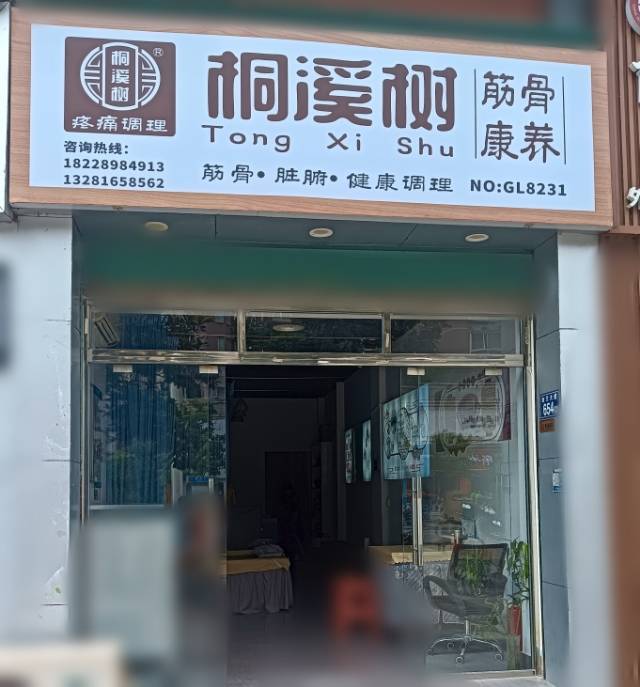 桐溪树
®
疼痛调理
咨询热线:
18228984913
13281658562
桐溪树
Tong Xi Shu
筋骨•脏腑•健康调理
筋骨
康养
NO:GL8231
654